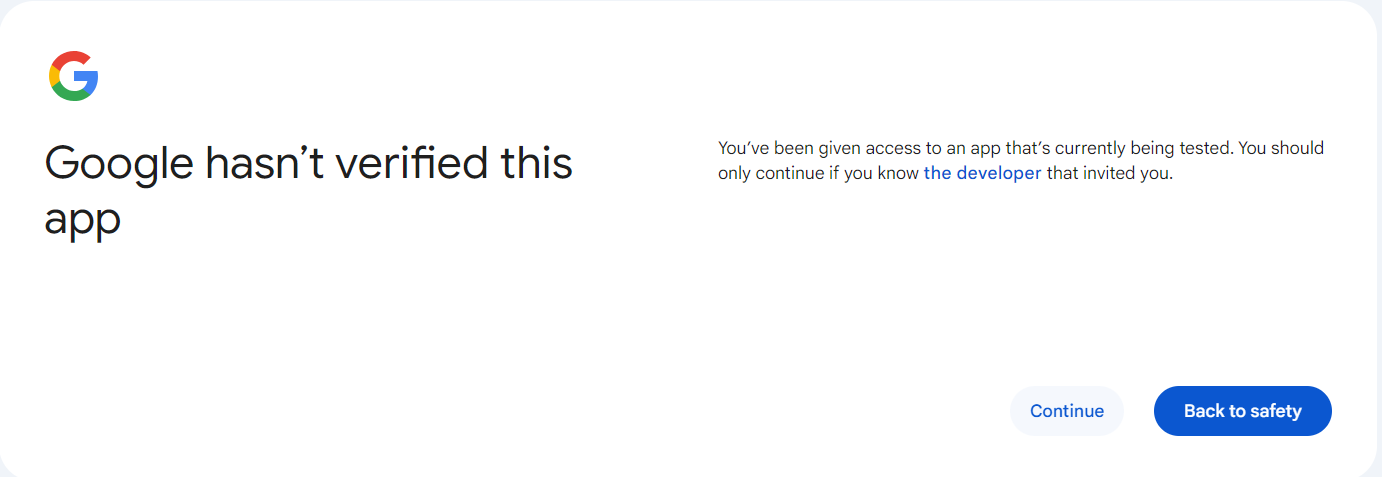 Google hasn’t verified this
app
You’ve been given access to an app that’s currently being tested. You should
only continue if you know the developer that invited you.
Continue
Back to safety